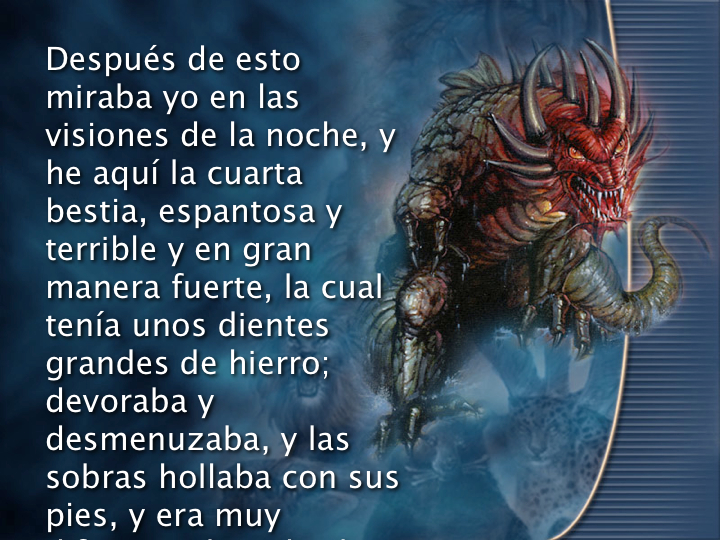 Después de esto
miraba yo en las
visiones de la noche, y
he aquí la cuarta
bestia, espantosa y
terrible y en gran
manera fuerte, la cual
tenía unos dientes
grandes de hierro;
devoraba y
desmenuzaba, y las
sobras hollaba con sus
pies, y era muy